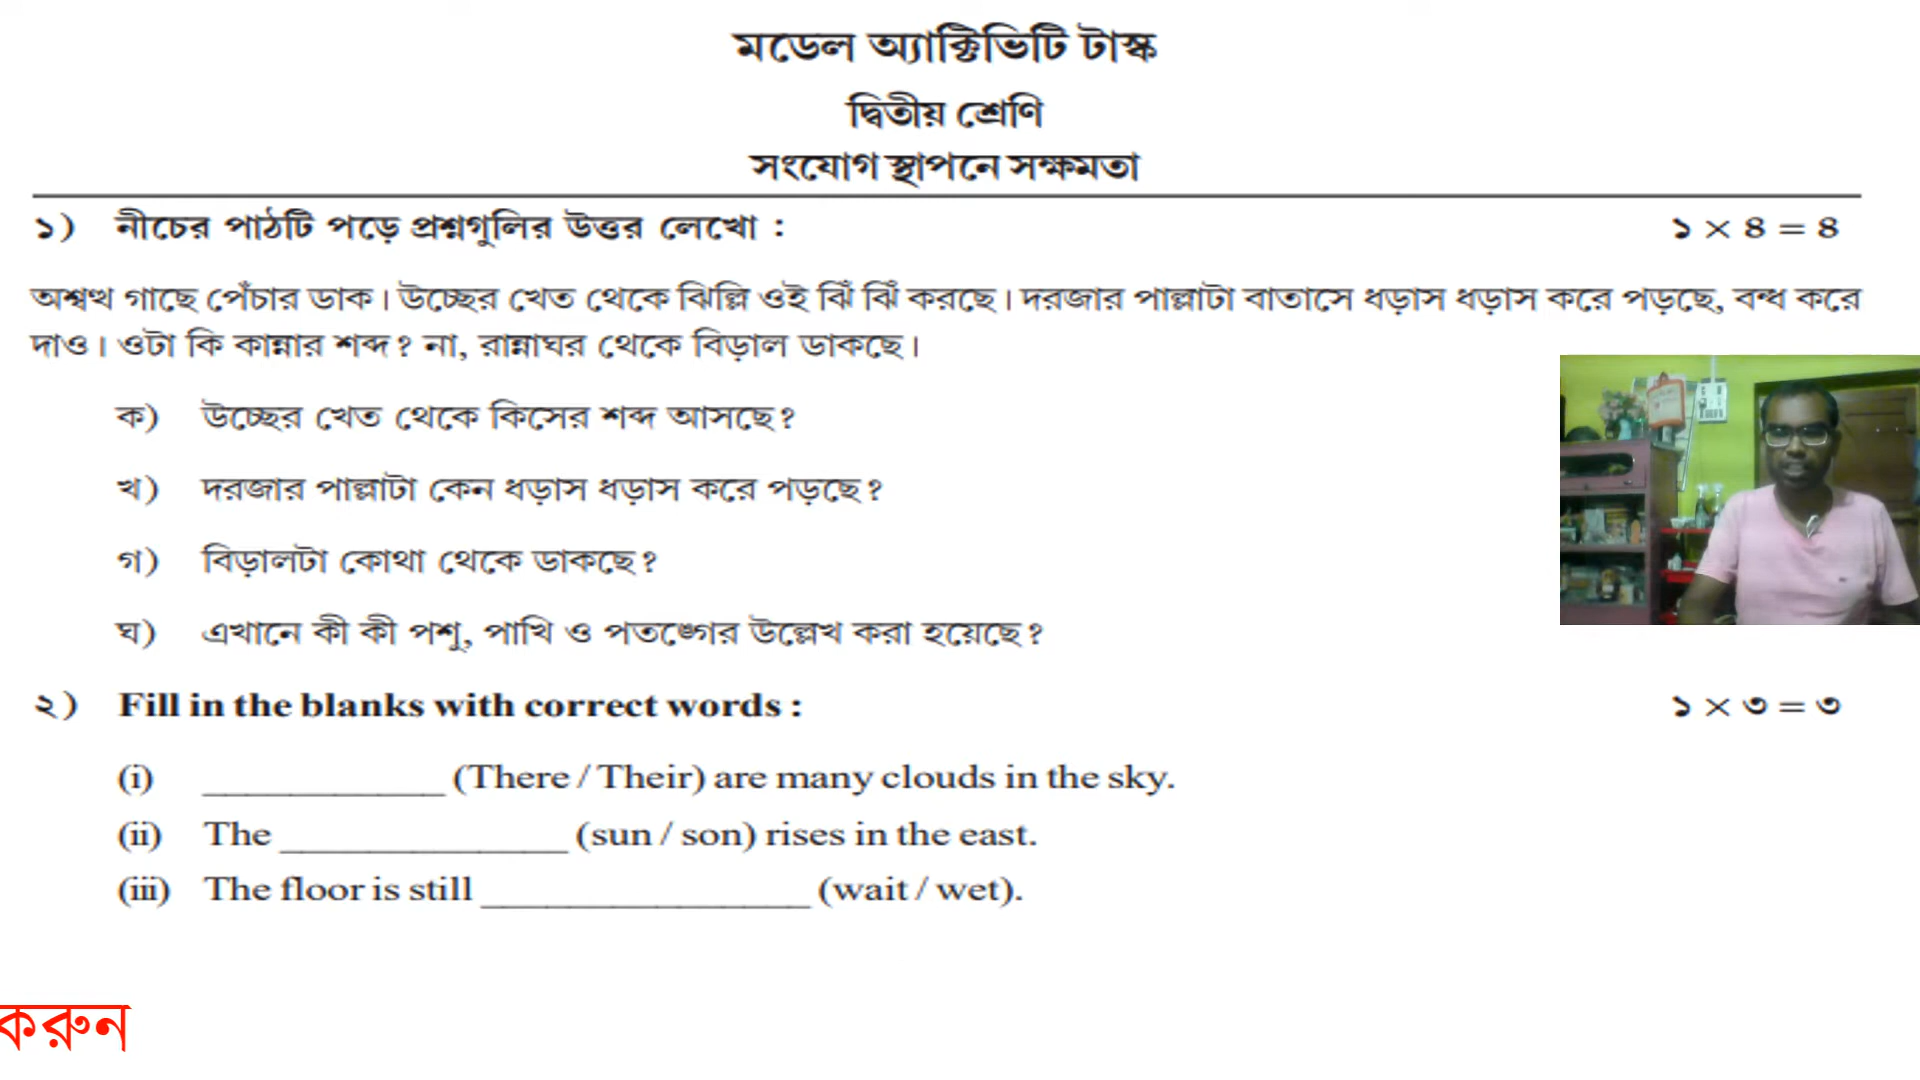 মডেল অ্যাক্টিভিটি টাস্ক
দ্বিতীয় শ্রেণি
সংযোগ স্থাপনে সক্ষমতা
১) নীচের পাঠটি পড়ে প্রশ্নগুলির উত্তর লেখো : ১ × ৪ = ৪
অশ্বত্থ গাছে পেঁচার ডাক। উচ্ছের খেত থেকে ঝিল্লি ওই ঝিঁ ঝিঁ করছে। দরজার পাল্লাটা বাতাসে ধড়াস ধড়াস করে পড়ছে, বন্ধ করে
দাও। ওটা কি কান্নার শব্দ? না, রান্নাঘর থেকে বিড়াল ডাকছে।
ক) উচ্ছের খেত থেকে কিসের শব্দ আসছে?
খ) দরজার পাল্লাটা কেন ধড়াস ধড়াস করে পড়ছে?
গ) বিড়ালটা কোথা থেকে ডাকছে?
ঘ) এখানে কী কী পশু, পাখি ও পতঙ্গের উল্লেখ করা হয়েছে?
২) Fill in the blanks with correct words : ১ × ৩ = ৩
(i) ____________ (There / Their) are many clouds in the sky.
(ii) The ______________ (sun / son) rises in the east.
(iii) The floor is still ________________ (wait / wet).
করুন